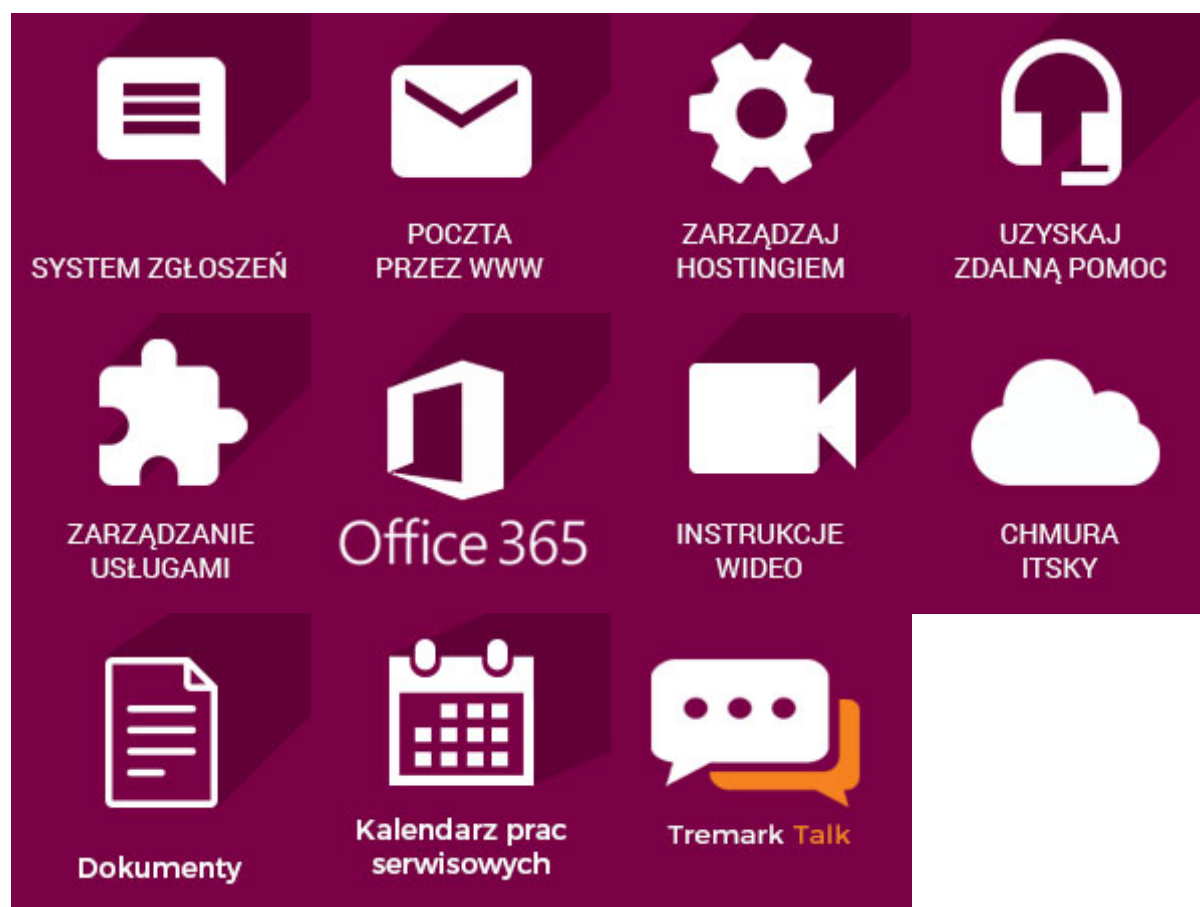 SYSTEM ZGŁOSZEŃ
POCZTA
PRZEZ WWW
ZARZĄDZAJ
HOSTINGIEM
UZYSKAJ
ZDALNĄ POMOC
ZARZĄDZANIE
USŁUGAMI
Office 365
INSTRUKCJE
WIDEO
CHMURA
ITSKY
Dokumenty
Kalendarz prac
serwisowych
Tremark Talk